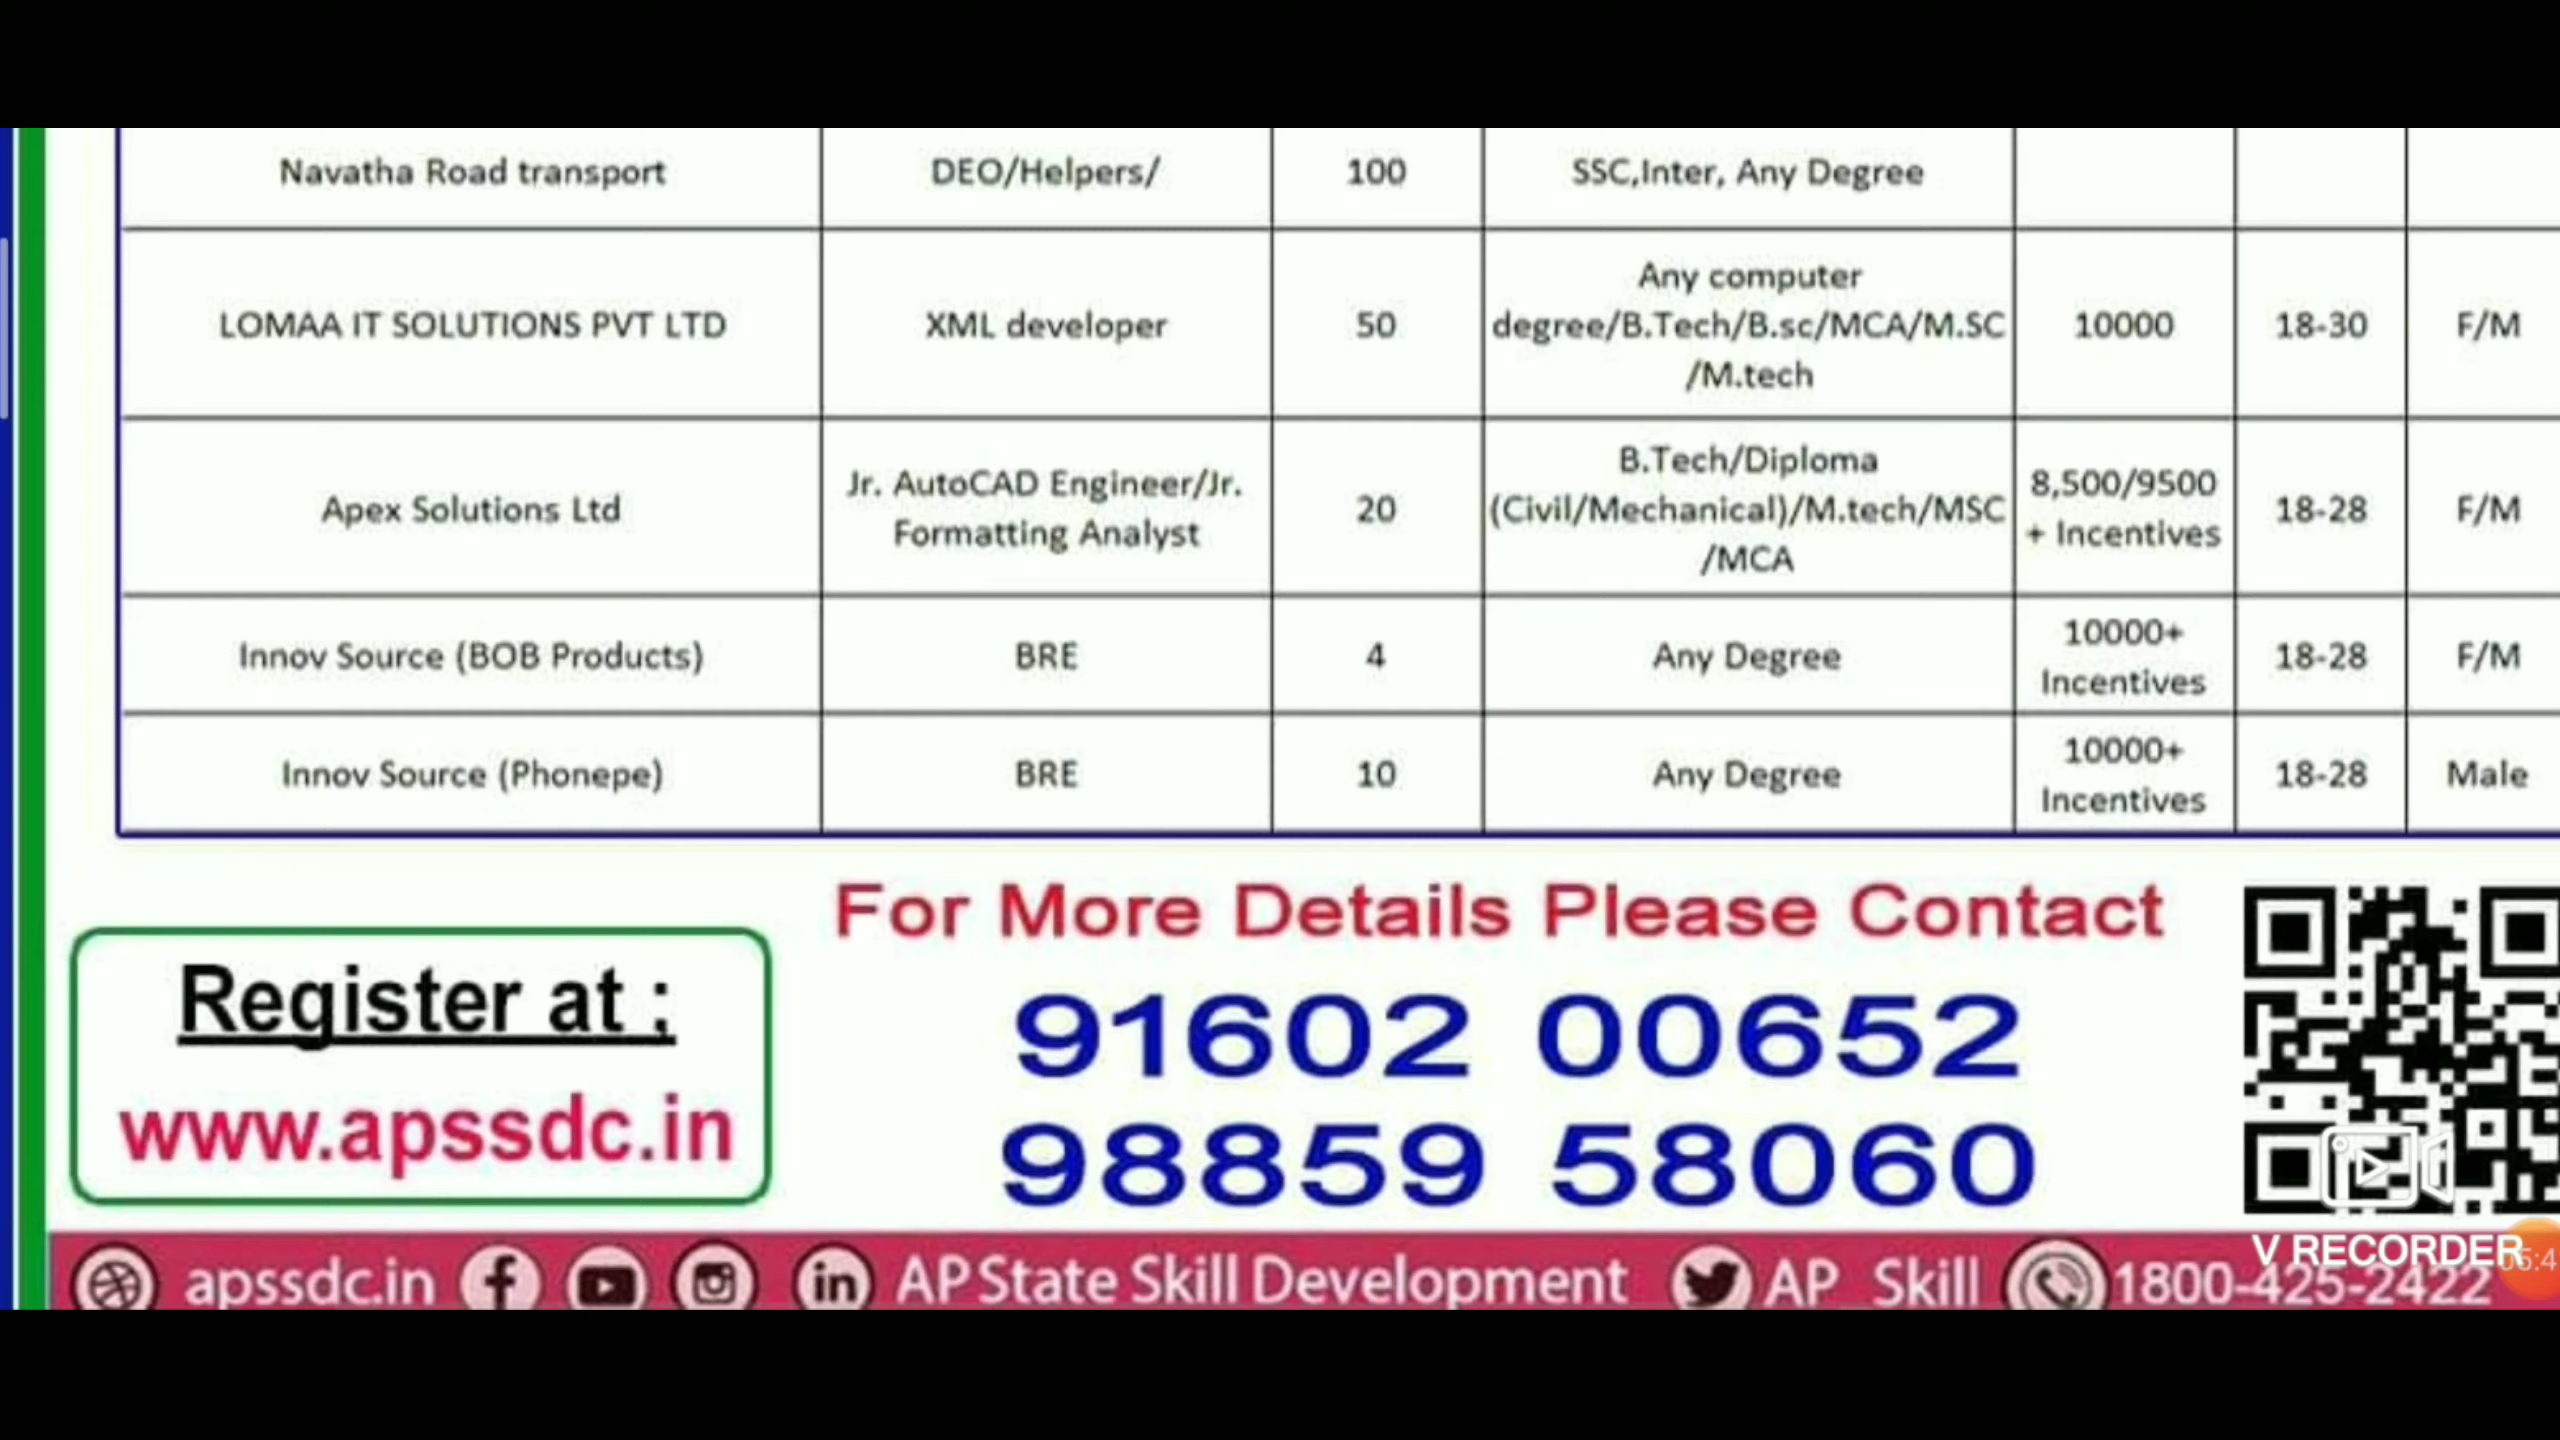 Navatha Road transport DEO/Helpers/ 100 SSC,Inter, Any Degree
LOMAA IT SOLUTIONS PVT LTD XML developer 50 Any computer
degree/B.Tech/B.sc/MCA/M.SC
/M.tech 10000 18-30 F/M
Apex Solutions Ltd Jr. AutoCAD Engineer/Jr.
Formatting Analyst 20 B.Tech/Diploma
(Civil/Mechanical)/M.tech/MSC
/MCA 8,500/9500
+ Incentives 18-28 F/M
Innov Source (BOB Products) BRE 4 Any Degree 10000+
Incentives 18-28 F/M
Innov Source (Phonepe) BRE 10 Any Degree 10000+
Incentives 18-28 Male
For More Details Please Contact
91602 00652
98859 58060
Register at ;
www.apssdc.in
apssdc.in AP State Skill Development AP_Skill 1800-425-2422
V RECORDER